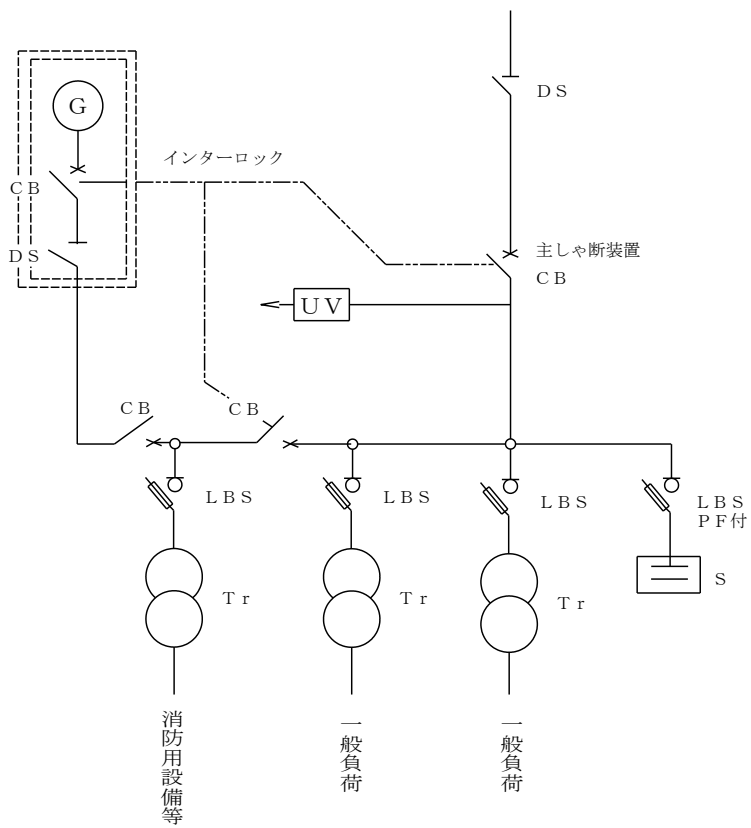 ＤＳ
Ｇ
インターロック
ＣＢ
主しゃ断装置
ＣＢ
ＤＳ
ＵＶ
ＣＢ
ＣＢ
ＬＢＳ
ＬＢＳ
ＬＢＳ
ＬＢＳ
ＰＦ付
Ｓ
Ｔｒ
Ｔｒ
Ｔｒ
消防用設備等
一般負荷
一般負荷